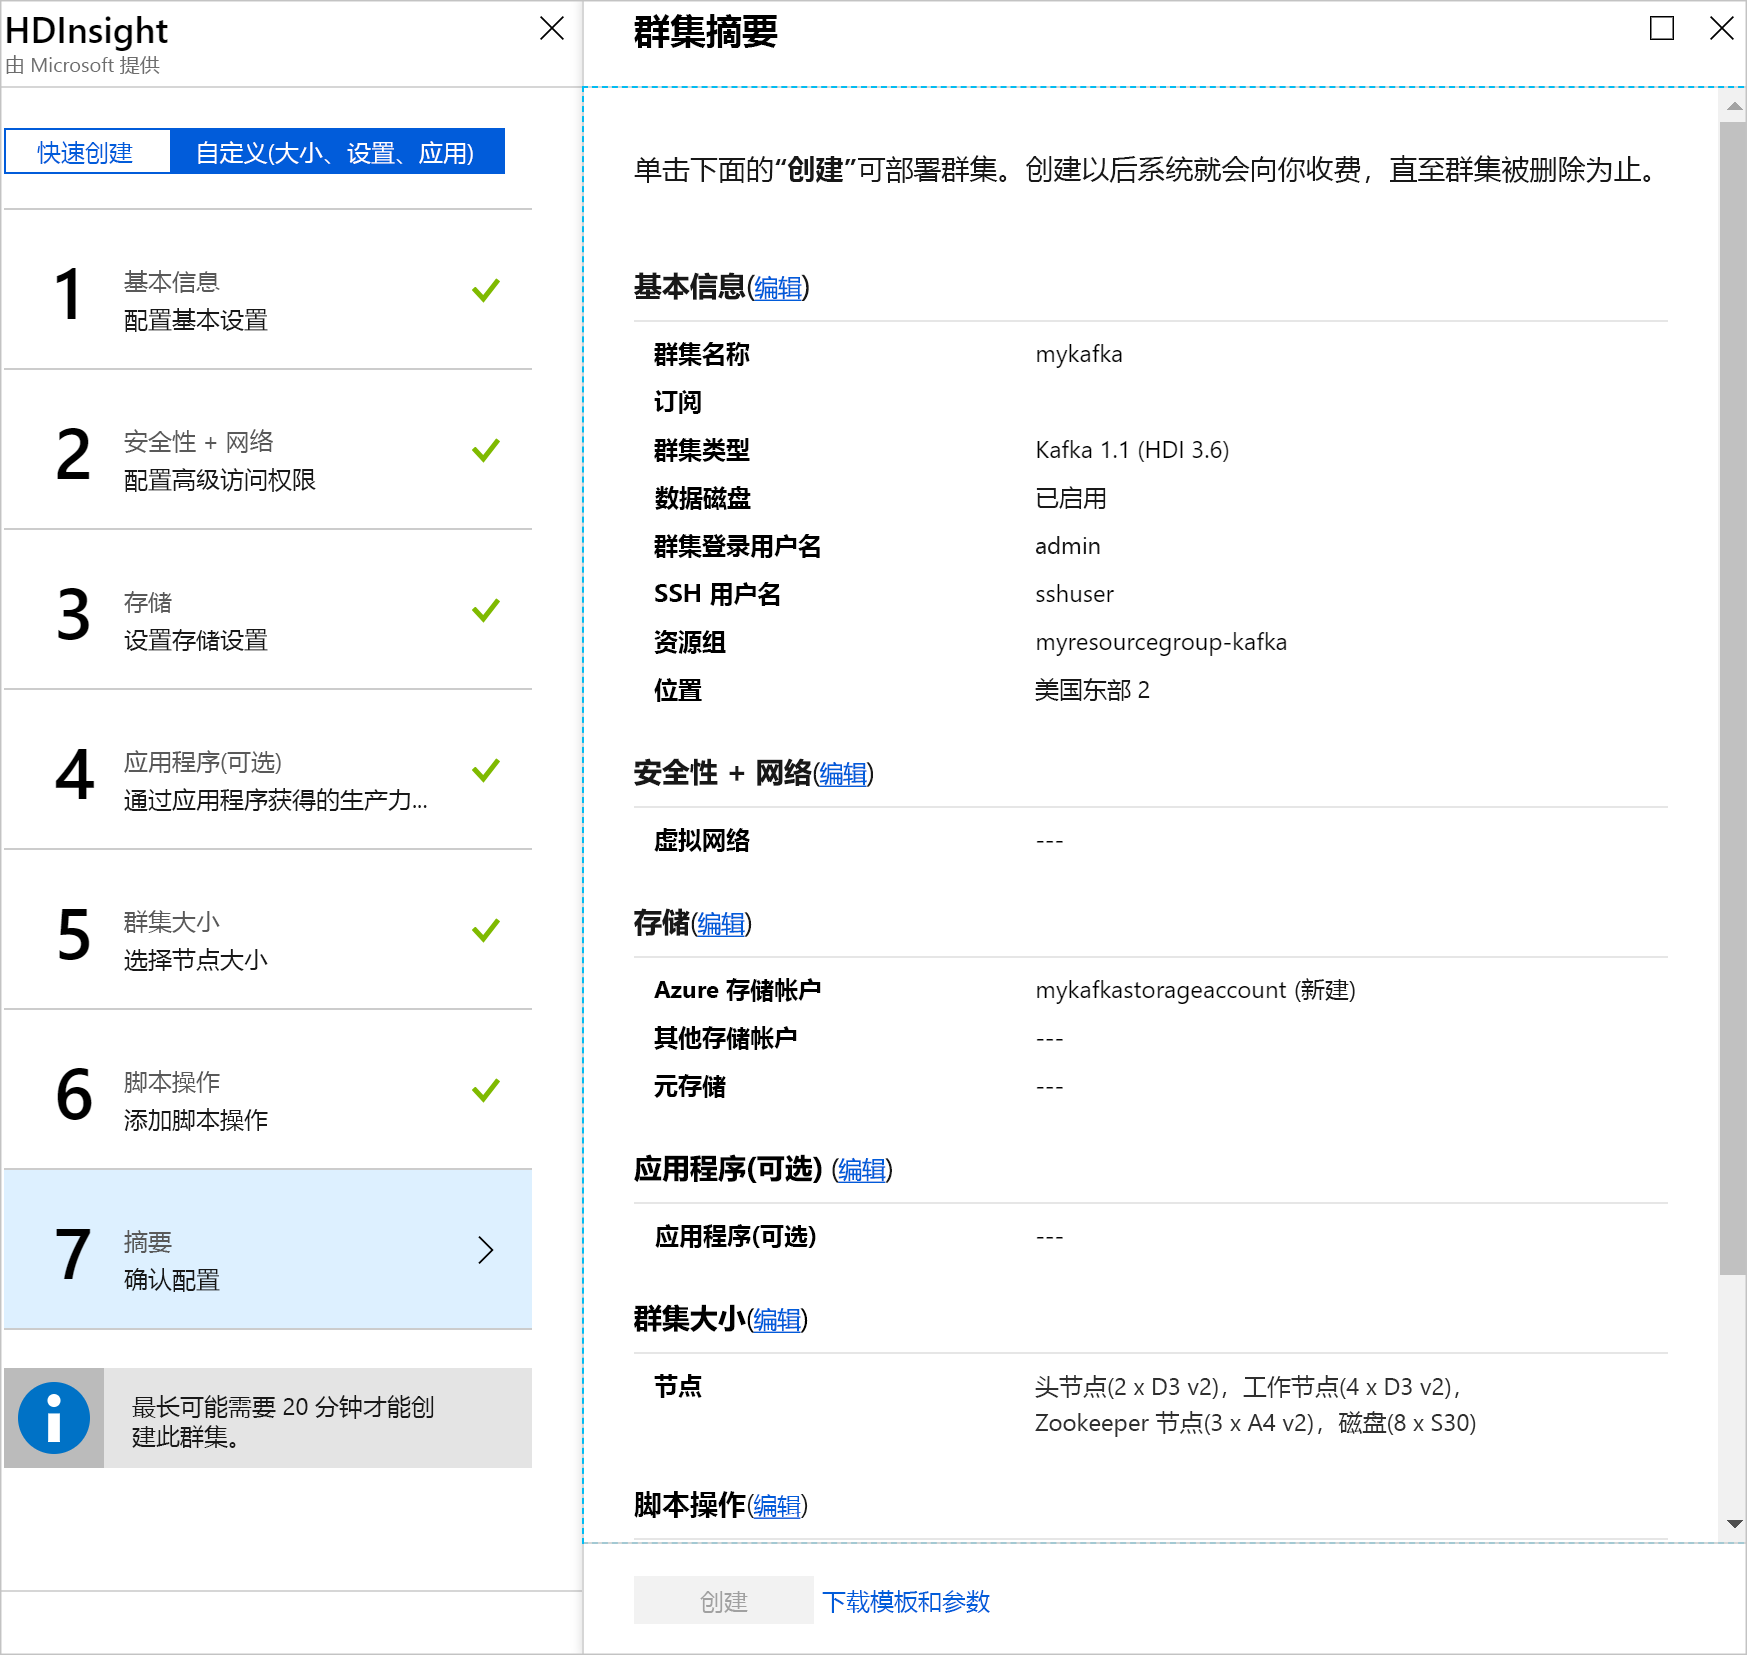 HDInsight
由 Microsoft 提供
快速创建
自定义(大小、设置、应用)
1
基本信息
配置基本设置
2
安全性 + 网络
配置高级访问权限
3
存储
设置存储设置
4
应用程序(可选)
通过应用程序获得的生产力...
5
群集大小
选择节点大小
6
脚本操作
添加脚本操作
7
摘要
确认配置
最长可能需要 20 分钟才能创
建此群集。
群集摘要
单击下面的“创建”可部署群集。创建以后系统就会向你收费，直至群集被删除为止。
基本信息(编辑)
群集名称 mykafka
订阅
群集类型 Kafka 1.1 (HDI 3.6)
数据磁盘 已启用
群集登录用户名 admin
SSH 用户名 sshuser
资源组 myresourcegroup-kafka
位置 美国东部 2
安全性 + 网络(编辑)
虚拟网络 ---
存储(编辑)
Azure 存储帐户 mykafkastorageaccount (新建)
其他存储帐户 ---
元存储 ---
应用程序(可选) (编辑)
应用程序(可选) ---
群集大小(编辑)
节点 头节点(2 x D3 v2)，工作节点(4 x D3 v2)，
Zookeeper 节点(3 x A4 v2)，磁盘(8 x S30)
脚本操作(编辑)
创建
下载模板和参数